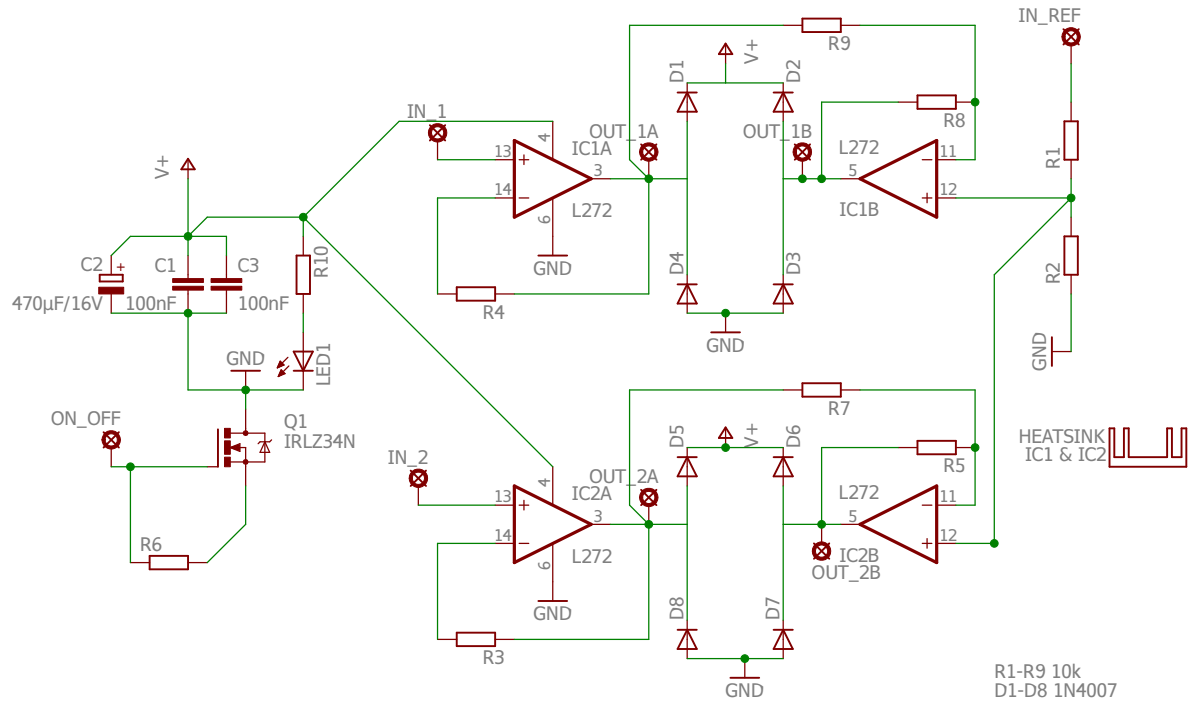 IN_REF
R9
V+
D1
D2
IN_1
4
OUT_1A
IC1A
OUT_1B
L272
R8
R1
13
+
3
5
−
11
14
−
+
12
6
L272
IC1B
V+
GND
R2
C2
+
C1
C3
R10
D4
D3
470µF/16V
100nF
100nF
R4
GND
GND
GND
LED1
R7
ON_OFF
Q1
IRLZ34N
D5
V+
D6
HEATSINK
IC1 & IC2
IN_2
4
OUT_2A
IC2A
L272
R5
13
+
3
5
−
11
14
−
+
12
R6
6
L272
IC2B
OUT_2B
GND
D8
D7
R3
GND
R1-R9 10k
D1-D8 1N4007